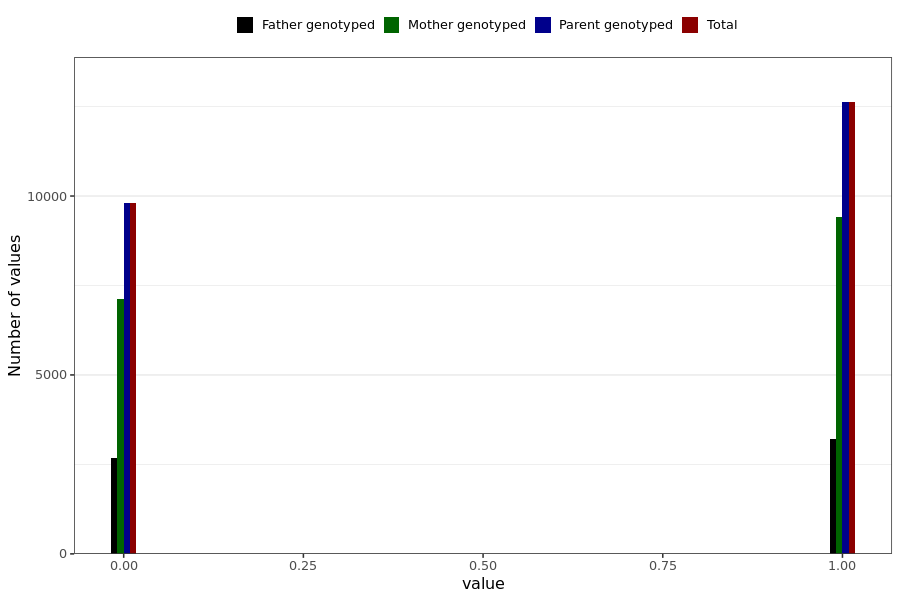 Father genotyped Mother genotyped Parent genotyped Total
Number of values
10000
5000
0
0.00 0.25 0.50 0.75 1.00
value